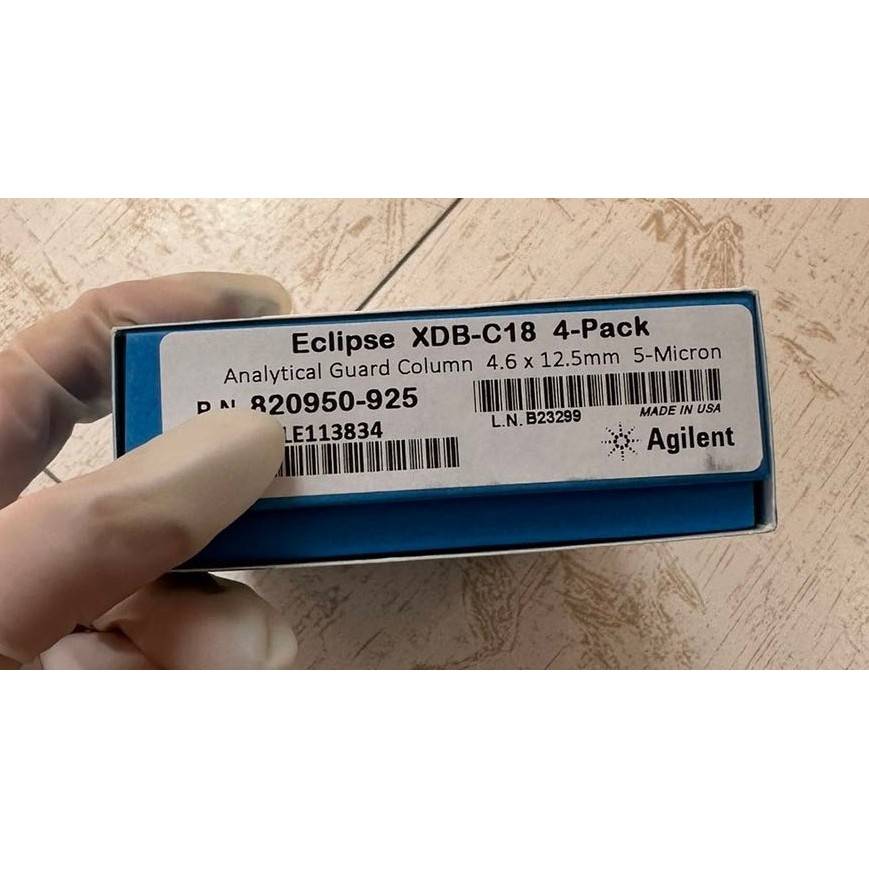 Eclipse XDB-C18 4-Pack
Analytical Guard Column 4.6 x 12.5mm 5-Micron
P.N. 820950-925
LE113834
L.N. B23299
MADE IN USA
Agilent